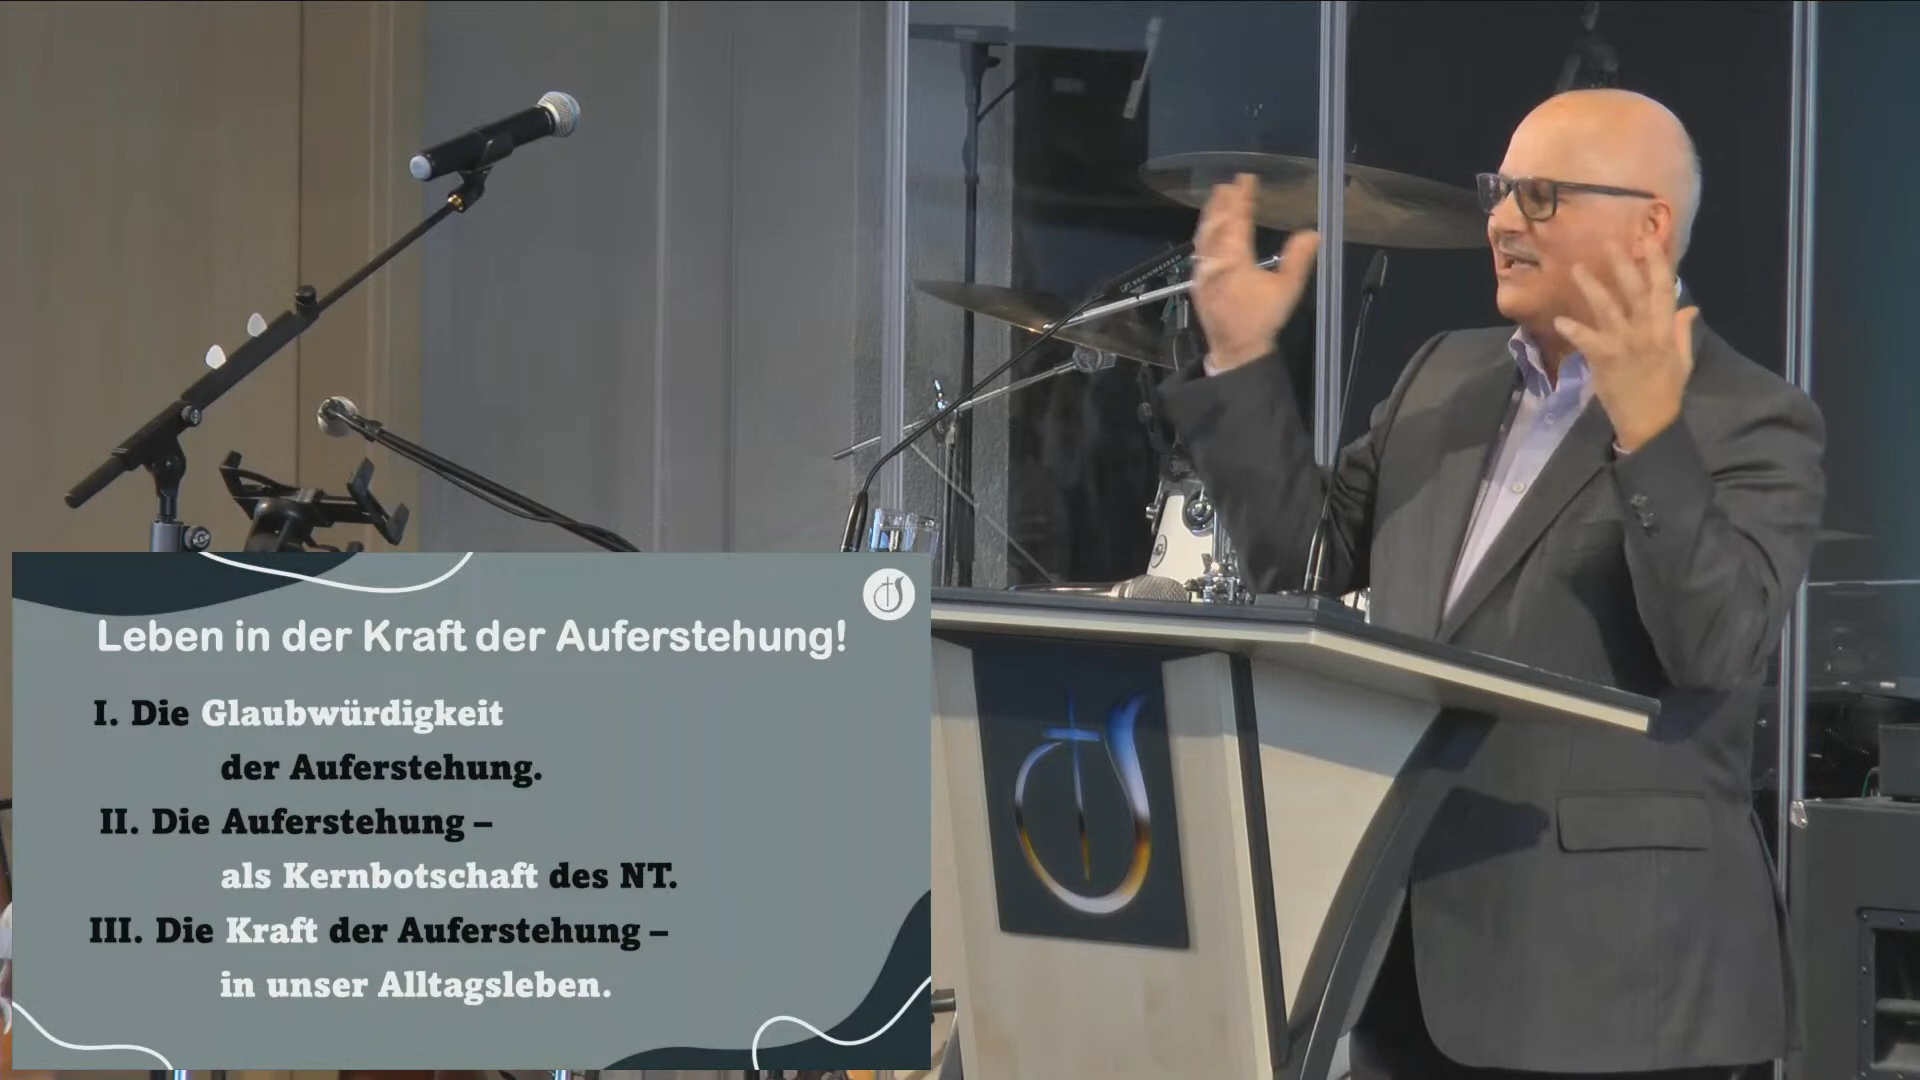 SENNHEISER
Leben in der Kraft der Auferstehung!
I. Die Glaubwürdigkeit
der Auferstehung.
II. Die Auferstehung –
als Kernbotschaft des NT.
III. Die Kraft der Auferstehung –
in unser Alltagsleben.